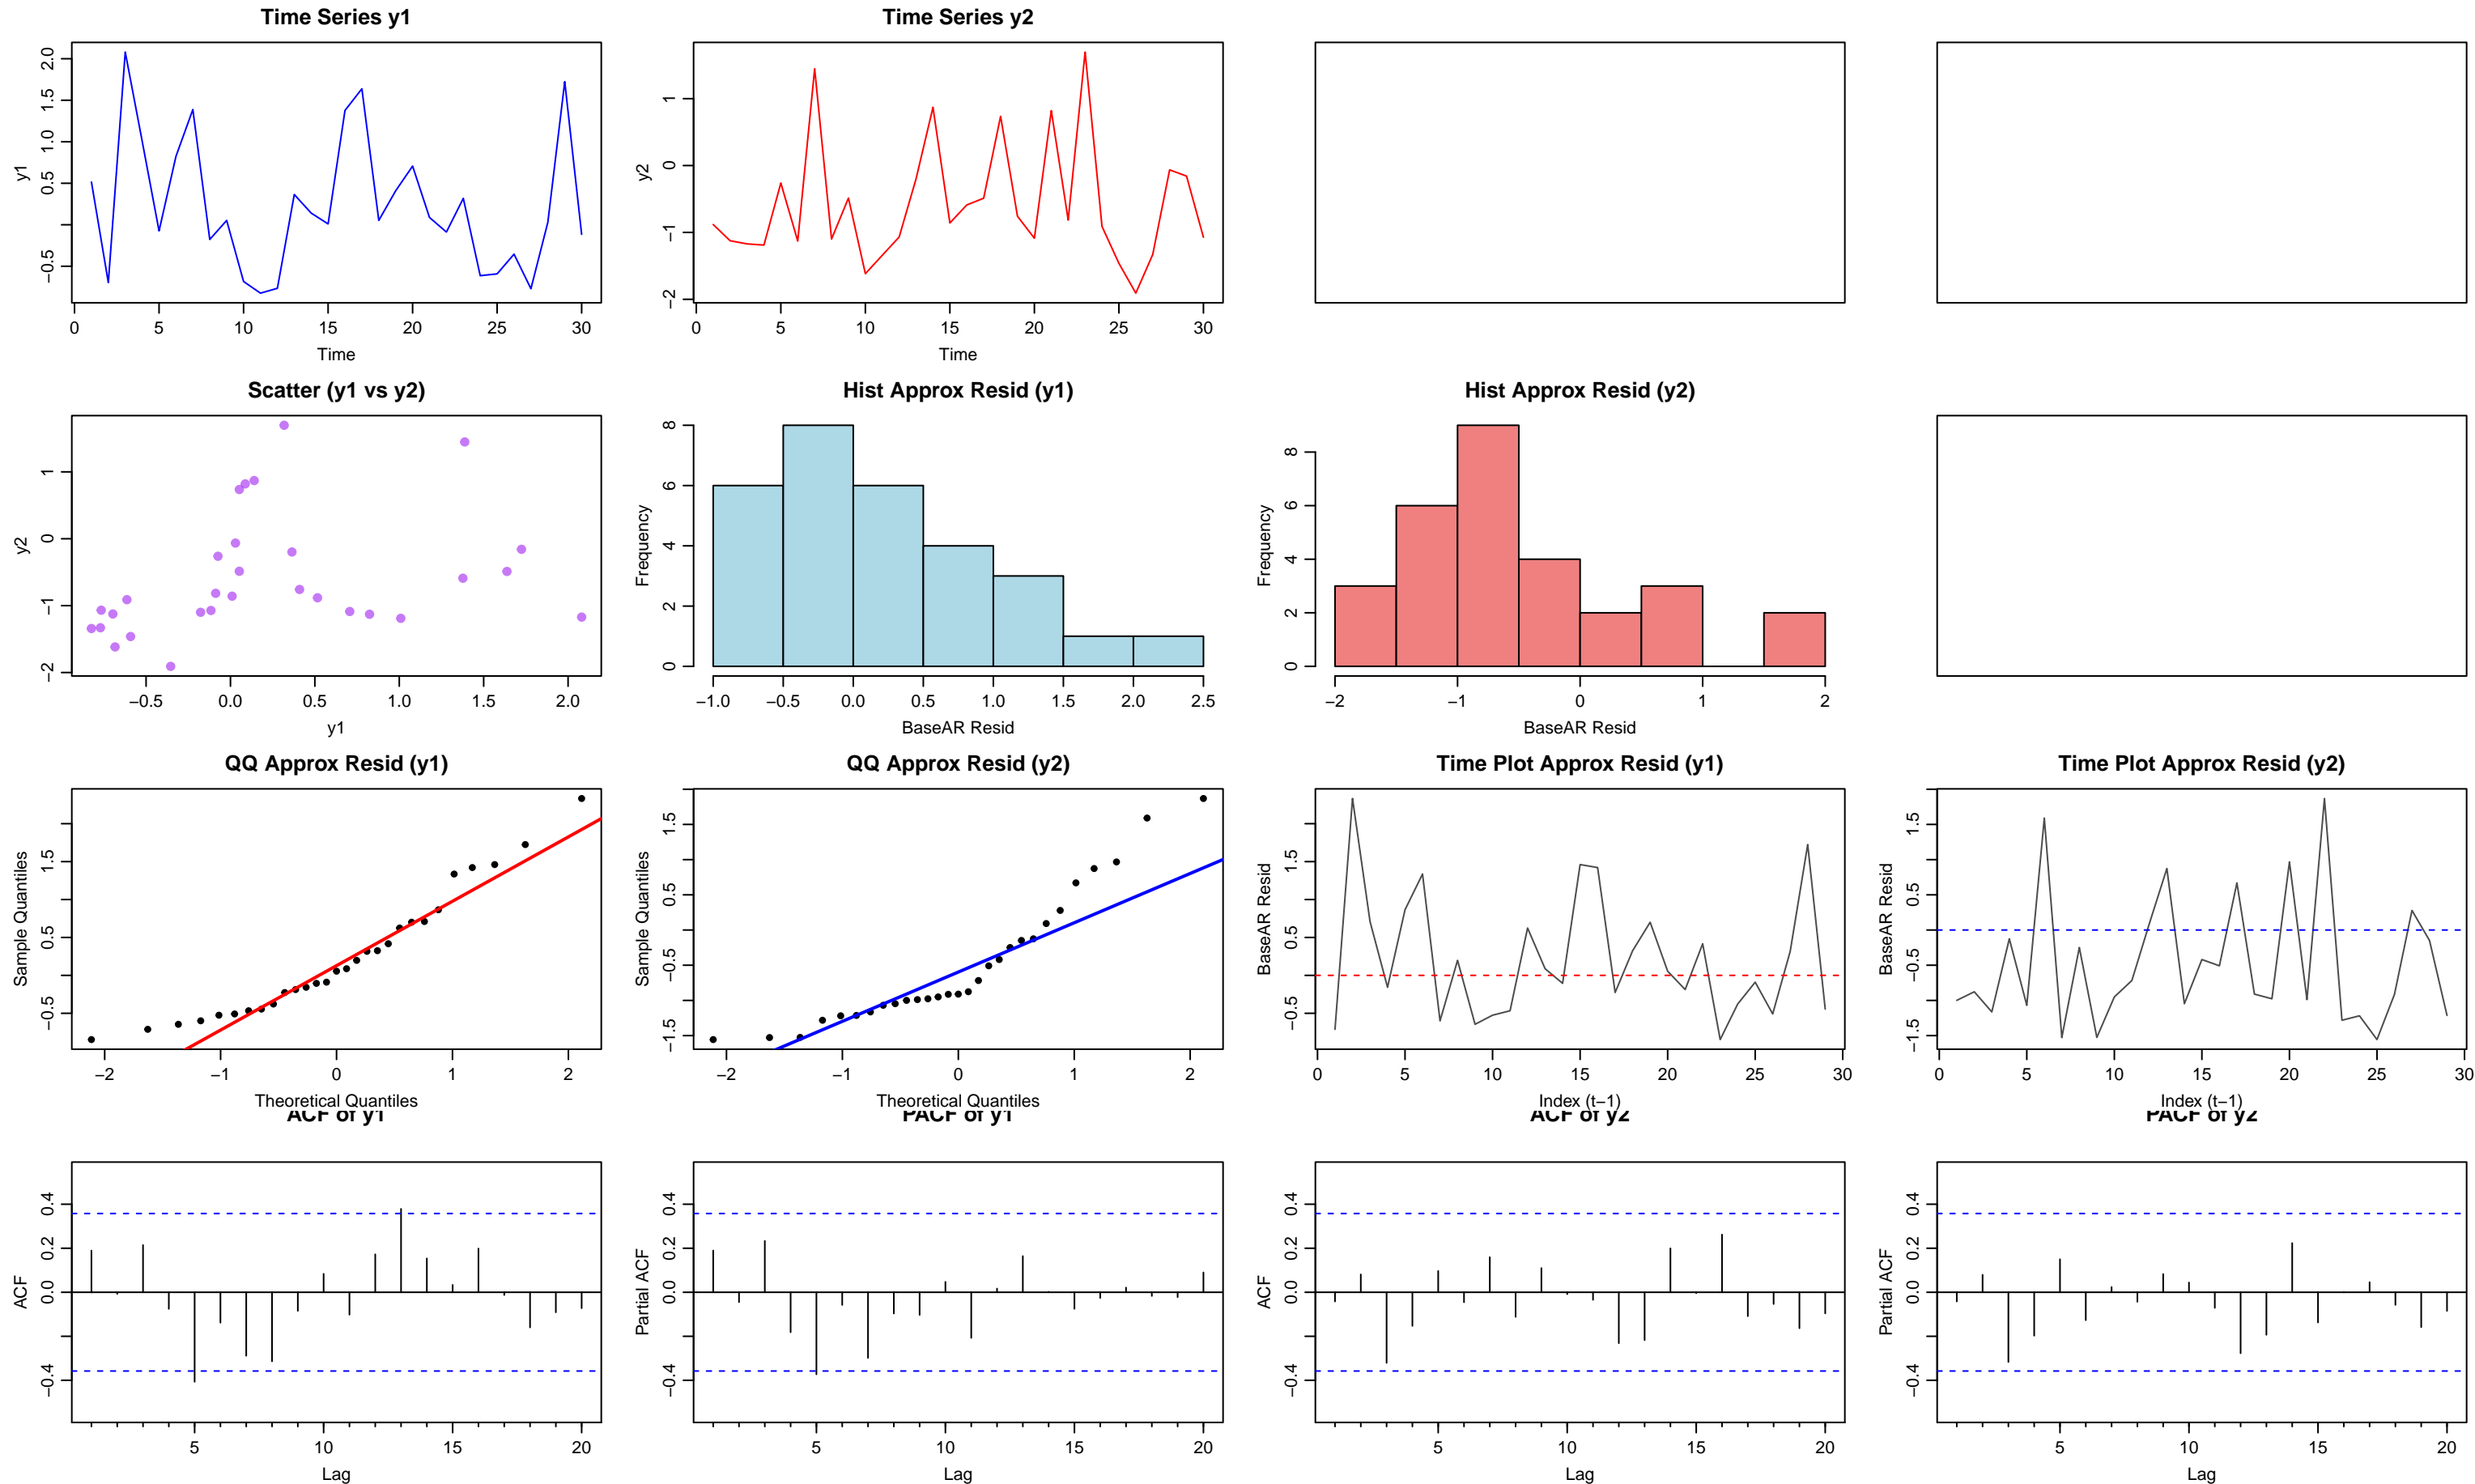 Time Series y1
Time Series y2
y1
2.0
1.5
1.0
0.5
−0.5
0 5 10 15 20 25 30
Time
y2
1
0
−1
−2
0 5 10 15 20 25 30
Time
Scatter (y1 vs y2)
Hist Approx Resid (y1)
Hist Approx Resid (y2)
y2
1
0
−1
−2
−0.5 0.0 0.5 1.0 1.5 2.0
y1
Frequency
8
6
4
2
0
−1.0 −0.5 0.0 0.5 1.0 1.5 2.0 2.5
BaseAR Resid
Frequency
8
6
4
2
0
−2 −1 0 1 2
BaseAR Resid
QQ Approx Resid (y1)
QQ Approx Resid (y2)
Time Plot Approx Resid (y1)
Time Plot Approx Resid (y2)
Sample Quantiles
1.5
0.5
−0.5
−2 −1 0 1 2
Theoretical Quantiles
Sample Quantiles
1.5
0.5
−0.5
−1.5
−2 −1 0 1 2
Theoretical Quantiles
BaseAR Resid
1.5
0.5
−0.5
0 5 10 15 20 25 30
Index (t−1)
BaseAR Resid
1.5
0.5
−0.5
−1.5
0 5 10 15 20 25 30
Index (t−1)
ACF of y1
PACF of y1
ACF of y2
PACF of y2
ACF
0.4
0.2
0.0
−0.4
5 10 15 20
Lag
Partial ACF
0.4
0.2
0.0
−0.4
5 10 15 20
Lag
ACF
0.4
0.2
0.0
−0.4
5 10 15 20
Lag
Partial ACF
0.4
0.2
0.0
−0.4
5 10 15 20
Lag